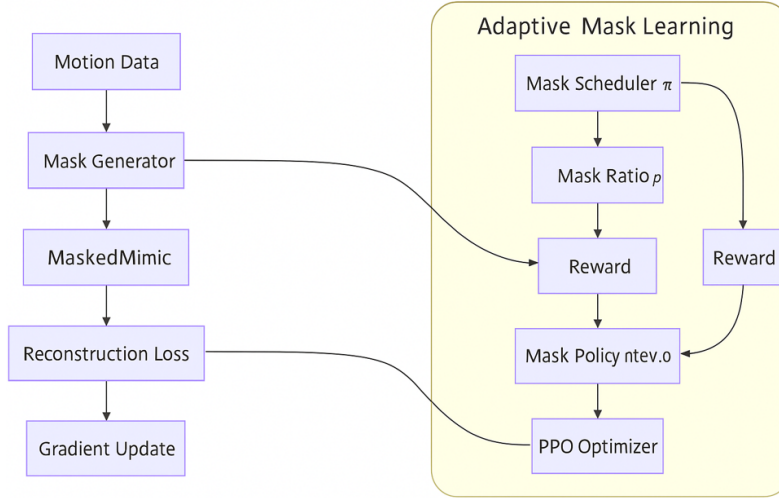 Motion Data
Mask Generator
MaskedMimic
Reconstruction Loss
Gradient Update
Adaptive Mask Learning
Mask Scheduler π
Mask Ratio p
Reward
Reward
Mask Policy ntev.o
PPO Optimizer